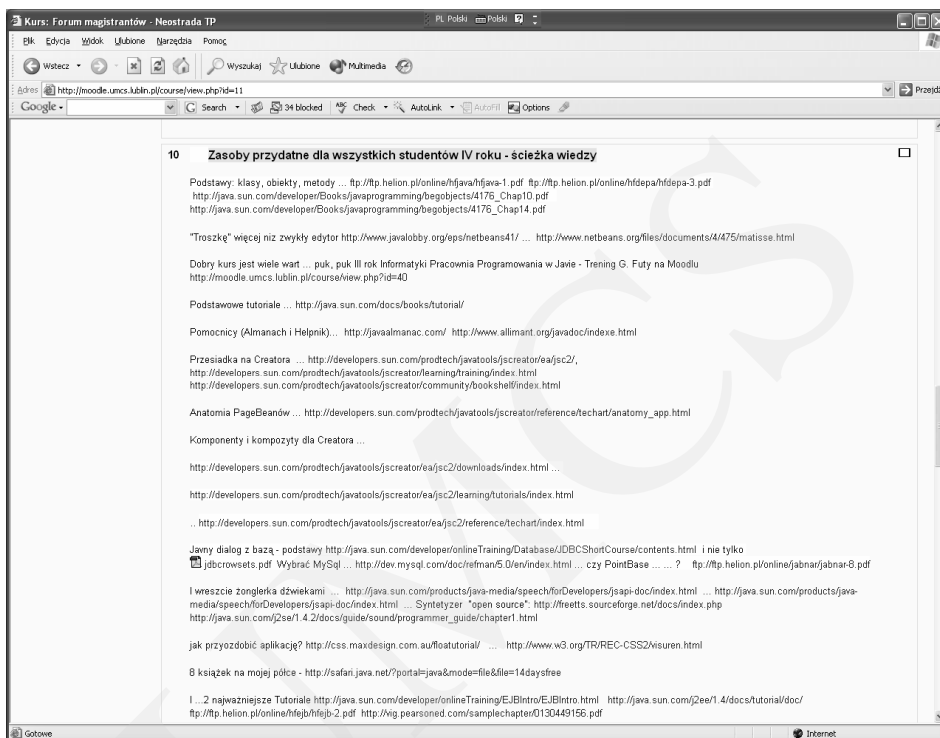 Kurs: Forum magistrantów - Neostrada TP
PL Polski Polski
Plik Edycja Widok Ulubione Narzędzia Pomoc
Wstecz Wyszukaj Ulubione Multimedia
Adres http://moodle.umcs.lublin.pl/course/view.php?id=11 Przejdź
Google Search 34 blocked Check AutoLink AutoFill Options
10 Zasoby przydatne dla wszystkich studentów IV roku - ścieżka wiedzy
Podstawy: klasy, obiekty, metody ... ftp://ftp.helion.pl/online/hfjava/hfjava-1.pdf ftp://ftp.helion.pl/online/hfdepa/hfdepa-3.pdf
http://java.sun.com/developer/Books/javaprogramming/begobjects/4176_Chap10.pdf
http://java.sun.com/developer/Books/javaprogramming/begobjects/4176_Chap14.pdf
"Troszkę" więcej niz zwykły edytor http://www.javalobby.org/eps/netbeans41/ ... http://www.netbeans.org/files/documents/4/475/matisse.html
Dobry kurs jest wiele wart ... puk, puk III rok Informatyki Pracownia Programowania w Javie - Trening G. Futy na Moodlu
http://moodle.umcs.lublin.pl/course/view.php?id=40
Podstawowe tutoriale ... http://java.sun.com/docs/books/tutorial/
Pomocnicy (Almanach i Helpnik)... http://javaalmanac.com/ http://www.allimant.org/javadoc/indexe.html
Przesiadka na Creatora ... http://developers.sun.com/prodtech/javatools/jscreator/ea/jsc2/,
http://developers.sun.com/prodtech/javatools/jscreator/learning/training/index.html
http://developers.sun.com/prodtech/javatools/jscreator/community/bookshelf/index.html
Anatomia PageBeanów ... http://developers.sun.com/prodtech/javatools/jscreator/reference/techart/anatomy_app.html
Komponenty i kompozyty dla Creatora ...
http://developers.sun.com/prodtech/javatools/jscreator/ea/jsc2/downloads/index.html ...
http://developers.sun.com/prodtech/javatools/jscreator/ea/jsc2/learning/tutorials/index.html
.. http://developers.sun.com/prodtech/javatools/jscreator/ea/jsc2/reference/techart/index.html
Javny dialog z bazą - podstawy http://java.sun.com/developer/onlineTraining/Database/JDBCShortCourse/contents.html i nie tylko
jdbcrowsets.pdf Wybrać MySql ... http://dev.mysql.com/doc/refman/5.0/en/index.html ... czy PointBase ... ... ? ftp://ftp.helion.pl/online/jabnar/jabnar-8.pdf
I wreszcie żonglerka dźwiekami ... http://java.sun.com/products/java-media/speech/forDevelopers/jsapi-doc/index.html ... http://java.sun.com/products/java-
media/speech/forDevelopers/jsapi-doc/index.html ... Syntetyzer "open source": http://freetts.sourceforge.net/docs/index.php
http://java.sun.com/j2se/1.4.2/docs/guide/sound/programmer_guide/chapter1.html
jak przyozdobić aplikację? http://css.maxdesign.com.au/floatutorial/ ... http://www.w3.org/TR/REC-CSS2/visuren.html
8 książek na mojej półce - http://safari.java.net/?portal=java&mode=file&file=14daysfree
I ...2 najważniejsze Tutoriale http://java.sun.com/developer/onlineTraining/EJBIntro/EJBIntro.html http://java.sun.com/j2ee/1.4/docs/tutorial/doc/
ftp://ftp.helion.pl/online/hfejb/hfejb-2.pdf http://vig.pearsoned.com/samplechapter/0130449156.pdf
Gotowe Internet
UMCS